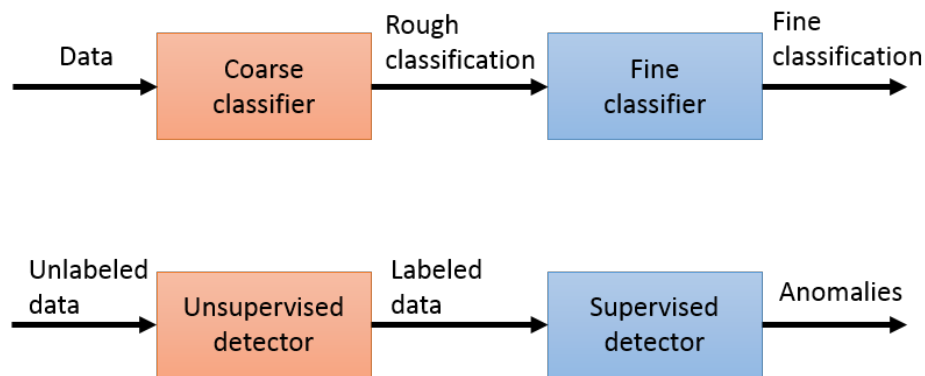 Data
Coarse
classifier
Rough
classification
Fine
classifier
Fine
classification
Unlabeled
data
Unsupervised
detector
Labeled
data
Supervised
detector
Anomalies